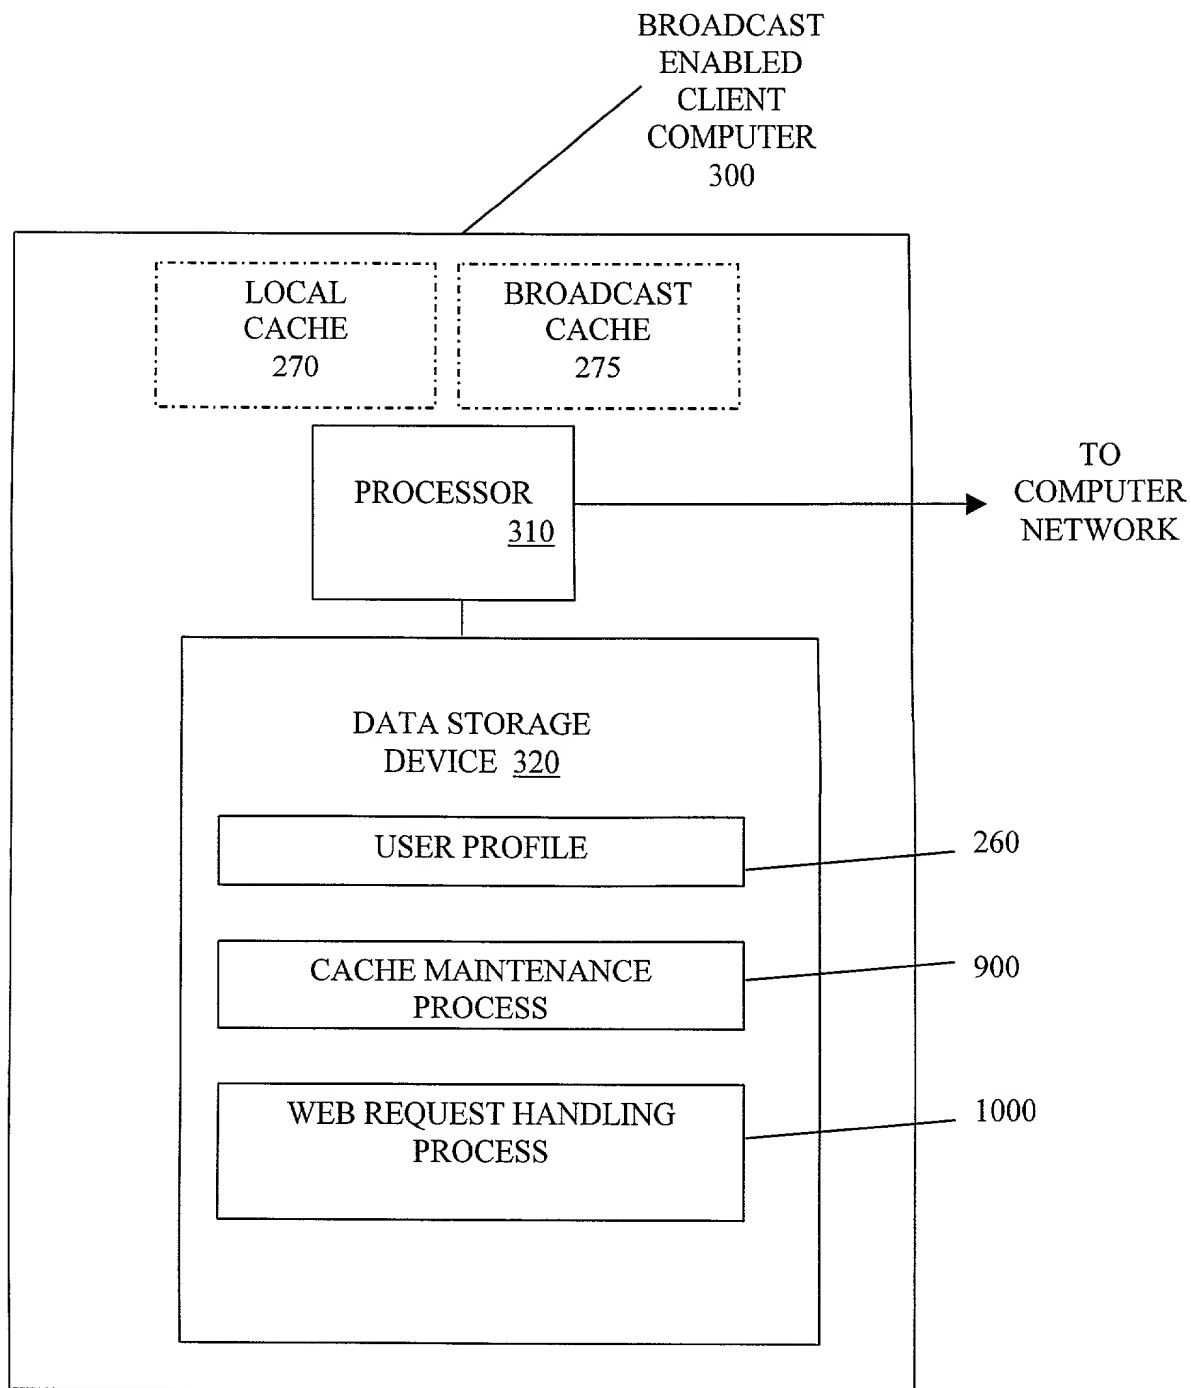 BROADCAST
ENABLED
CLIENT
COMPUTER
300
LOCAL
CACHE
270
BROADCAST
CACHE
275
PROCESSOR
310
TO
COMPUTER
NETWORK
DATA STORAGE
DEVICE 320
USER PROFILE
260
CACHE MAINTENANCE
PROCESS
900
WEB REQUEST HANDLING
PROCESS
1000